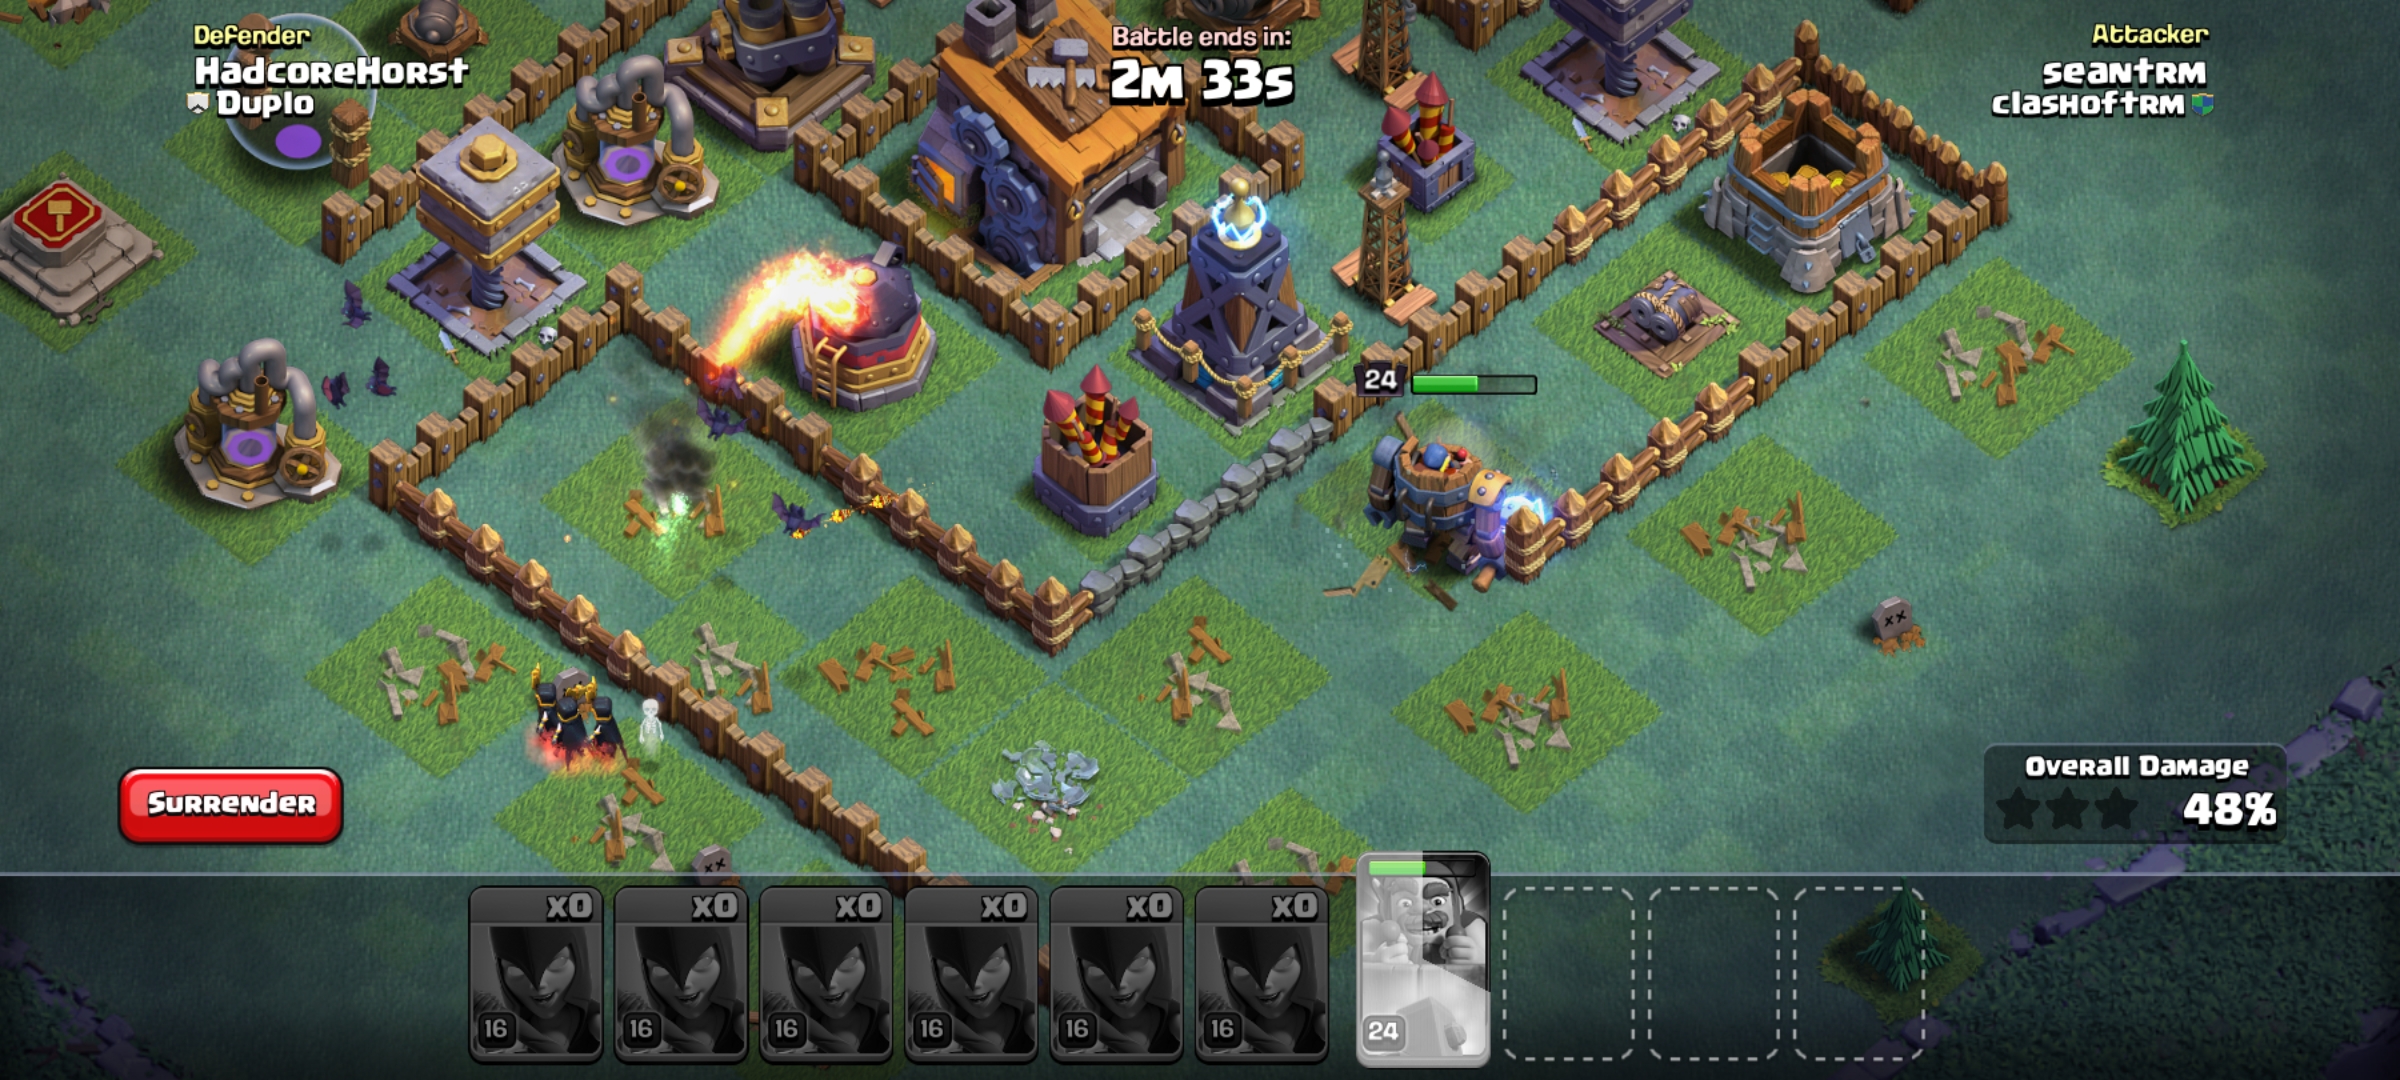 Defender
HadcoreHorst
Duplo
Battle ends in:
2M 33s
Attacker
seantRM
clashoftRM
24
Surrender
Overall Damage
48%
x0 x0 x0 x0 x0 x0
16 16 16 16 16 16 24